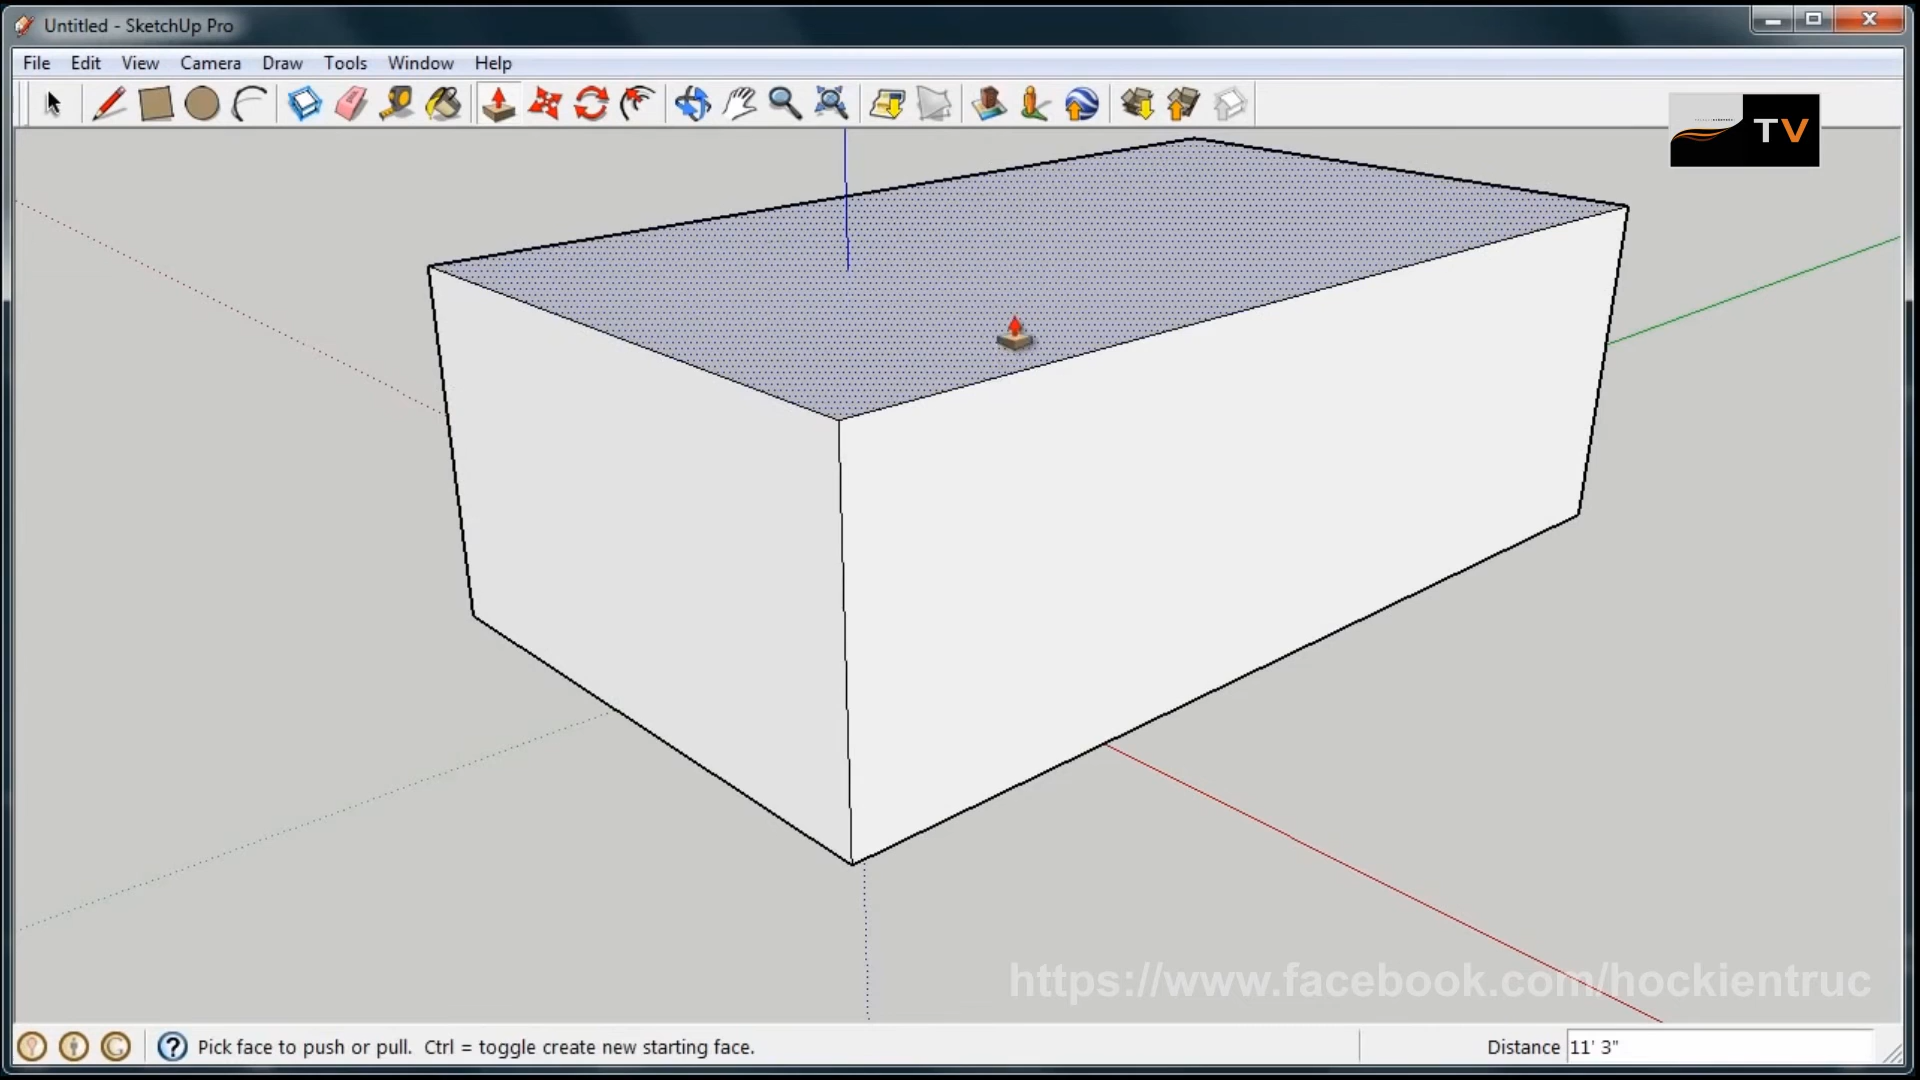 Untitled - SketchUp Pro
File Edit View Camera Draw Tools Window Help
TV
https://www.facebook.com/hockientruc
Pick face to push or pull. Ctrl = toggle create new starting face.
Distance 11' 3"